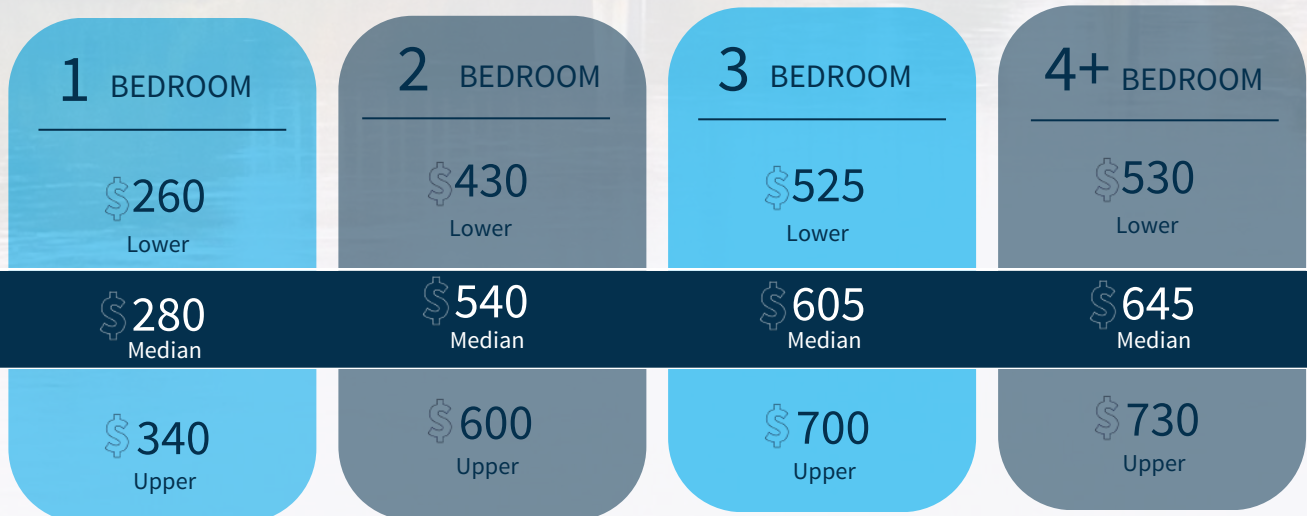 1 BEDROOM
$260
Lower
$280
Median
$340
Upper
2 BEDROOM
$430
Lower
$540
Median
$600
Upper
3 BEDROOM
$525
Lower
$605
Median
$700
Upper
4+ BEDROOM
$530
Lower
$645
Median
$730
Upper